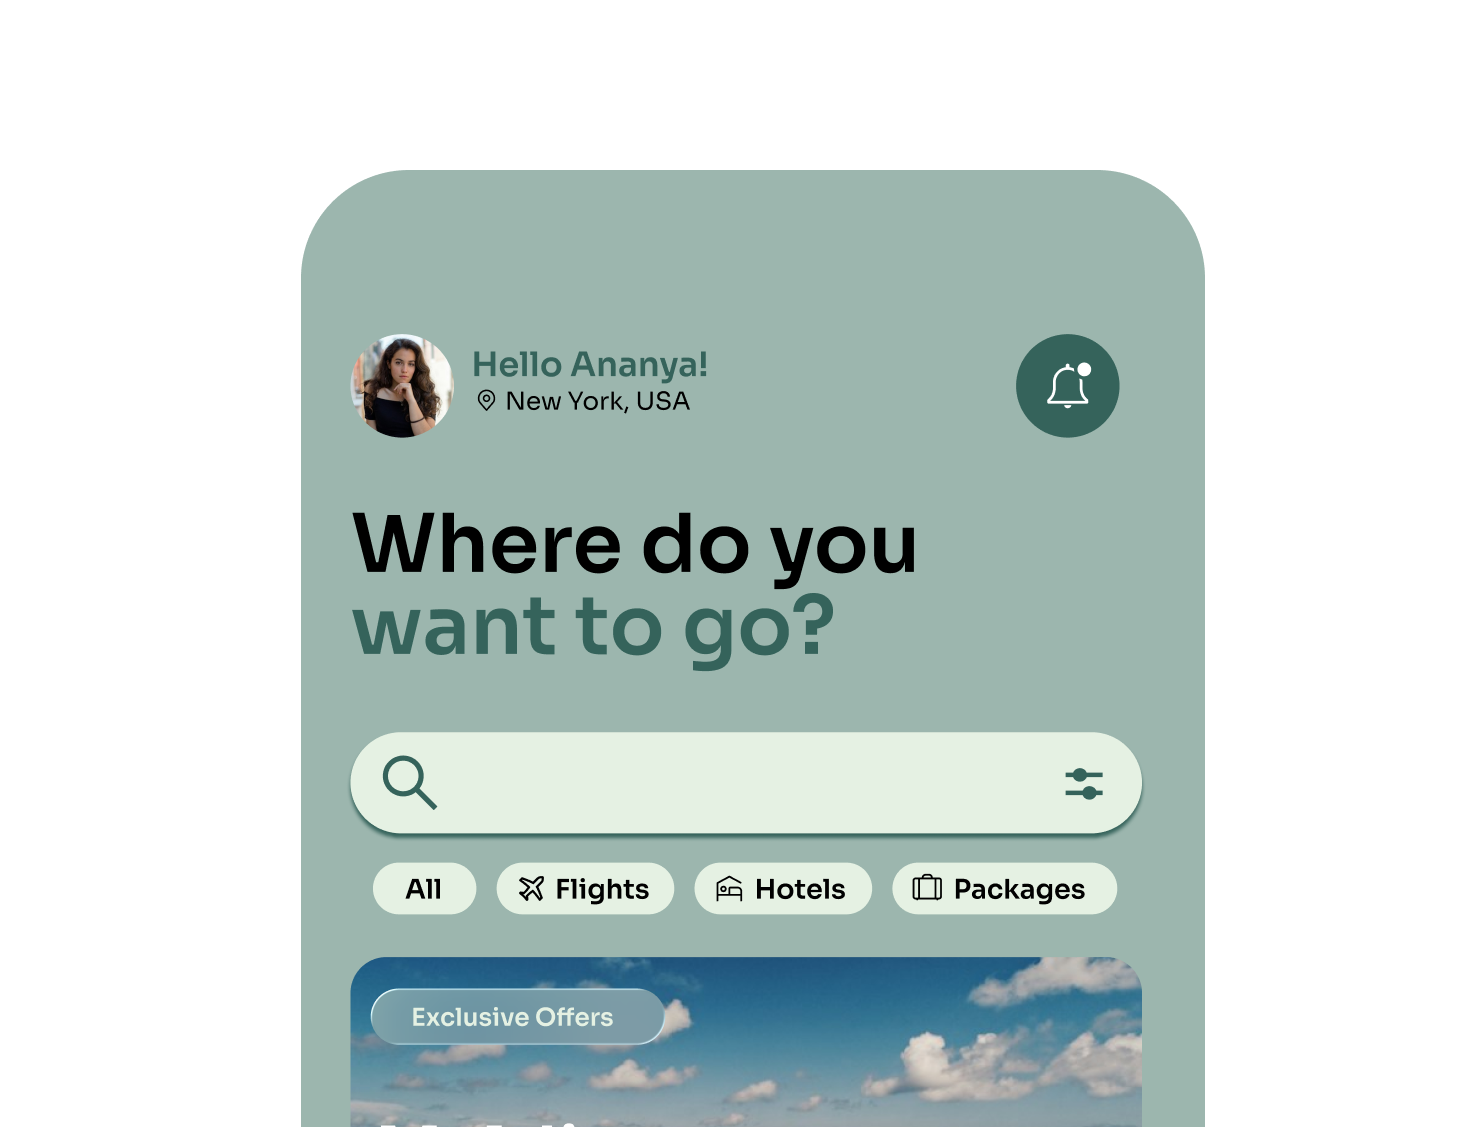 Hello Ananya!
New York, USA
Where do you
want to go?
All
Flights
Hotels
Packages
Exclusive Offers